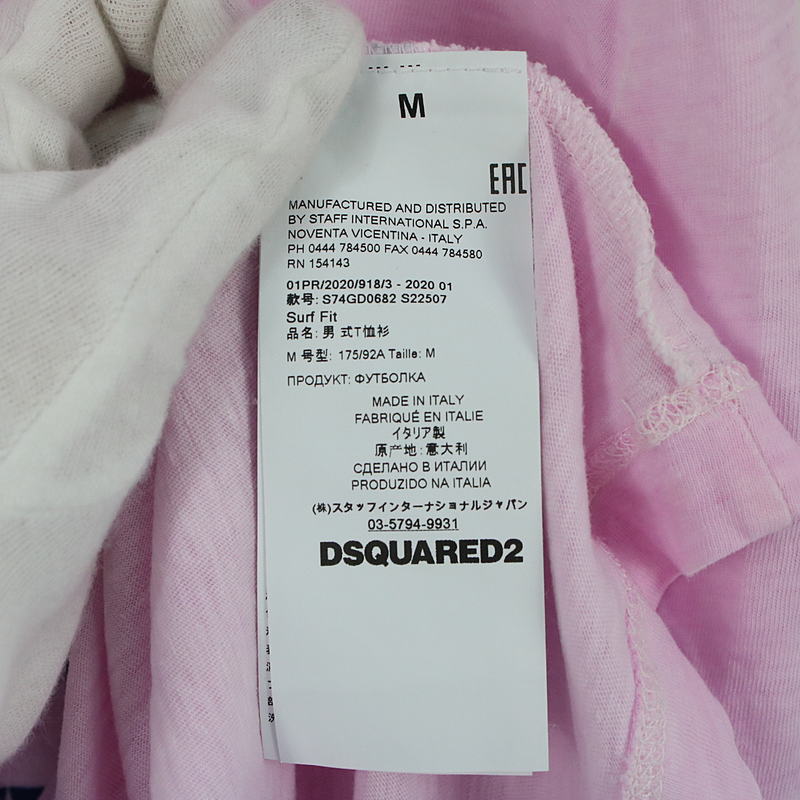 M
EAC
MANUFACTURED AND DISTRIBUTED
BY STAFF INTERNATIONAL S.P.A.
NOVENTA VICENTINA - ITALY
PH 0444 784500 FAX 0444 784580
RN 154143
01PR/2020/918/3 - 2020 01
款号: S74GD0682 S22507
Surf Fit
品名: 男 式T恤衫
M 号型: 175/92A Taille: M
ПРОДУКТ: ФУТБОЛКА
MADE IN ITALY
FABRIQUÉ EN ITALIE
イタリア製
原产地: 意大利
СДЕЛАНО В ИТАЛИИ
PRODUZIDO NA ITALIA
(株)スタッフインターナショナルジャパン
03-5794-9931
DSQUARED2